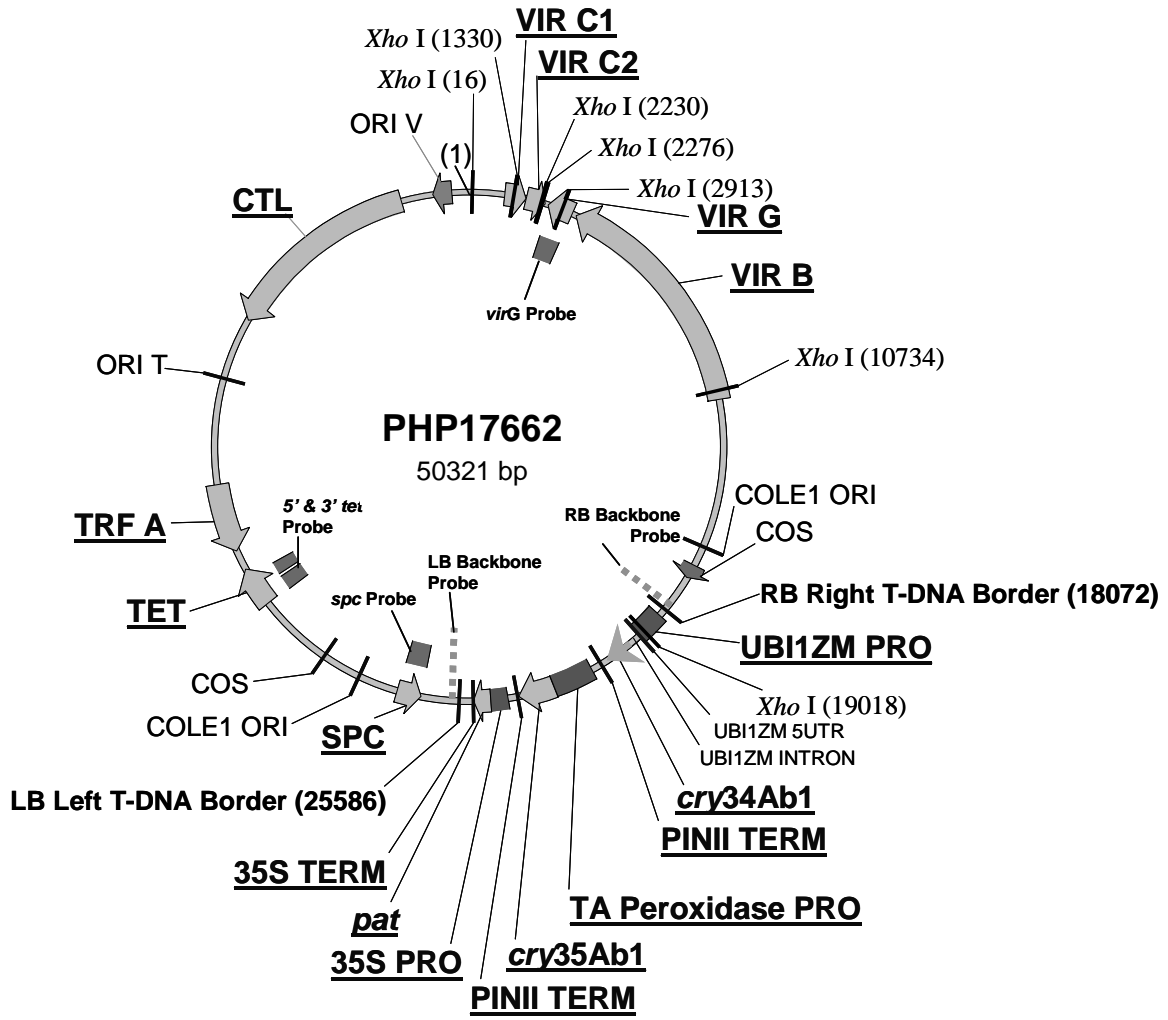 VIR C1
Xho I (1330)
VIR C2
Xho I (16)
Xho I (2230)
ORI V
(1)
Xho I (2276)
Xho I (2913)
CTL
VIR G
VIR B
virG Probe
ORI T
Xho I (10734)
PHP17662
50321 bp
COLE1 ORI
5' & 3' tet
Probe
RB Backbone
Probe
TRF A
COS
LB Backbone
Probe
RB Right T-DNA Border (18072)
spc Probe
TET
UBI1ZM PRO
COS
Xho I (19018)
COLE1 ORI
UBI1ZM 5UTR
SPC
UBI1ZM INTRON
LB Left T-DNA Border (25586)
cry34Ab1
PINII TERM
35S TERM
TA Peroxidase PRO
pat
35S PRO
cry35Ab1
PINII TERM